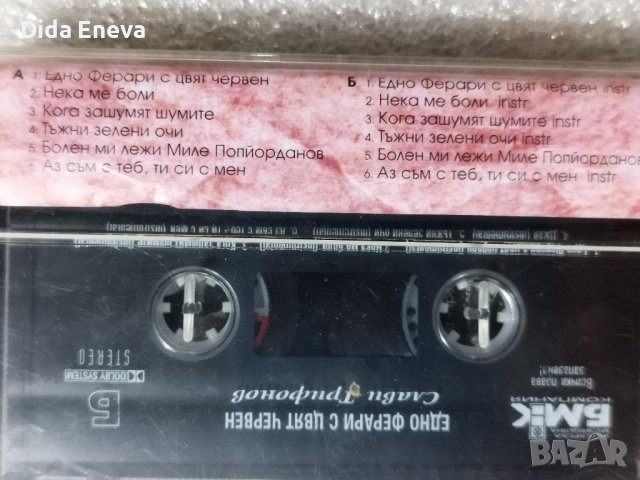 Dida Eneva
А 1. Едно Ферари с цвят червен
2. Нека ме боли
3. Кога зашумят шумите
4. Тъжни зелени очи
5. Болен ми лежи Миле Попйорданов
6. Аз съм с теб, ти си с мен
Б 1. Едно Ферари с цвят червен instr
2. Нека ме боли instr
3. Кога зашумят шумите instr
4. Тъжни зелени очи instr
5. Болен ми лежи Миле Попйорданов
6. Аз съм с теб, ти си с мен instr
ЕДНО ФЕРАРИ С ЦВЯТ ЧЕРВЕН
Слави Трифонов
Б
DOLBY SYSTEM
STEREO
БМК
КОМПАНИЯ
Всички права
запазени!
BAZAR